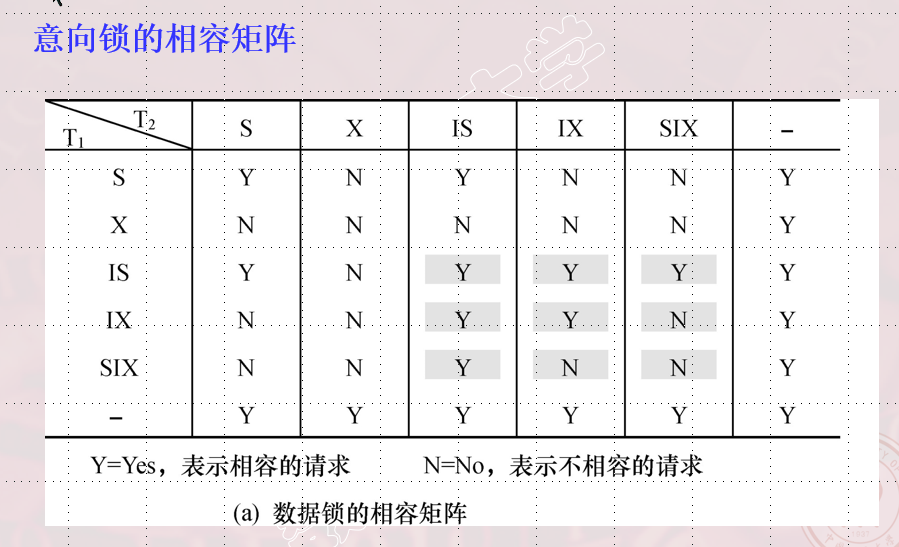 意向锁的相容矩阵
T1 T2 S X IS IX SIX –
S Y N Y N N Y
X N N N N N Y
IS Y N Y Y Y Y
IX N N Y Y N Y
SIX N N Y N N Y
– Y Y Y Y Y Y
Y=Yes，表示相容的请求 N=No，表示不相容的请求
(a) 数据锁的相容矩阵